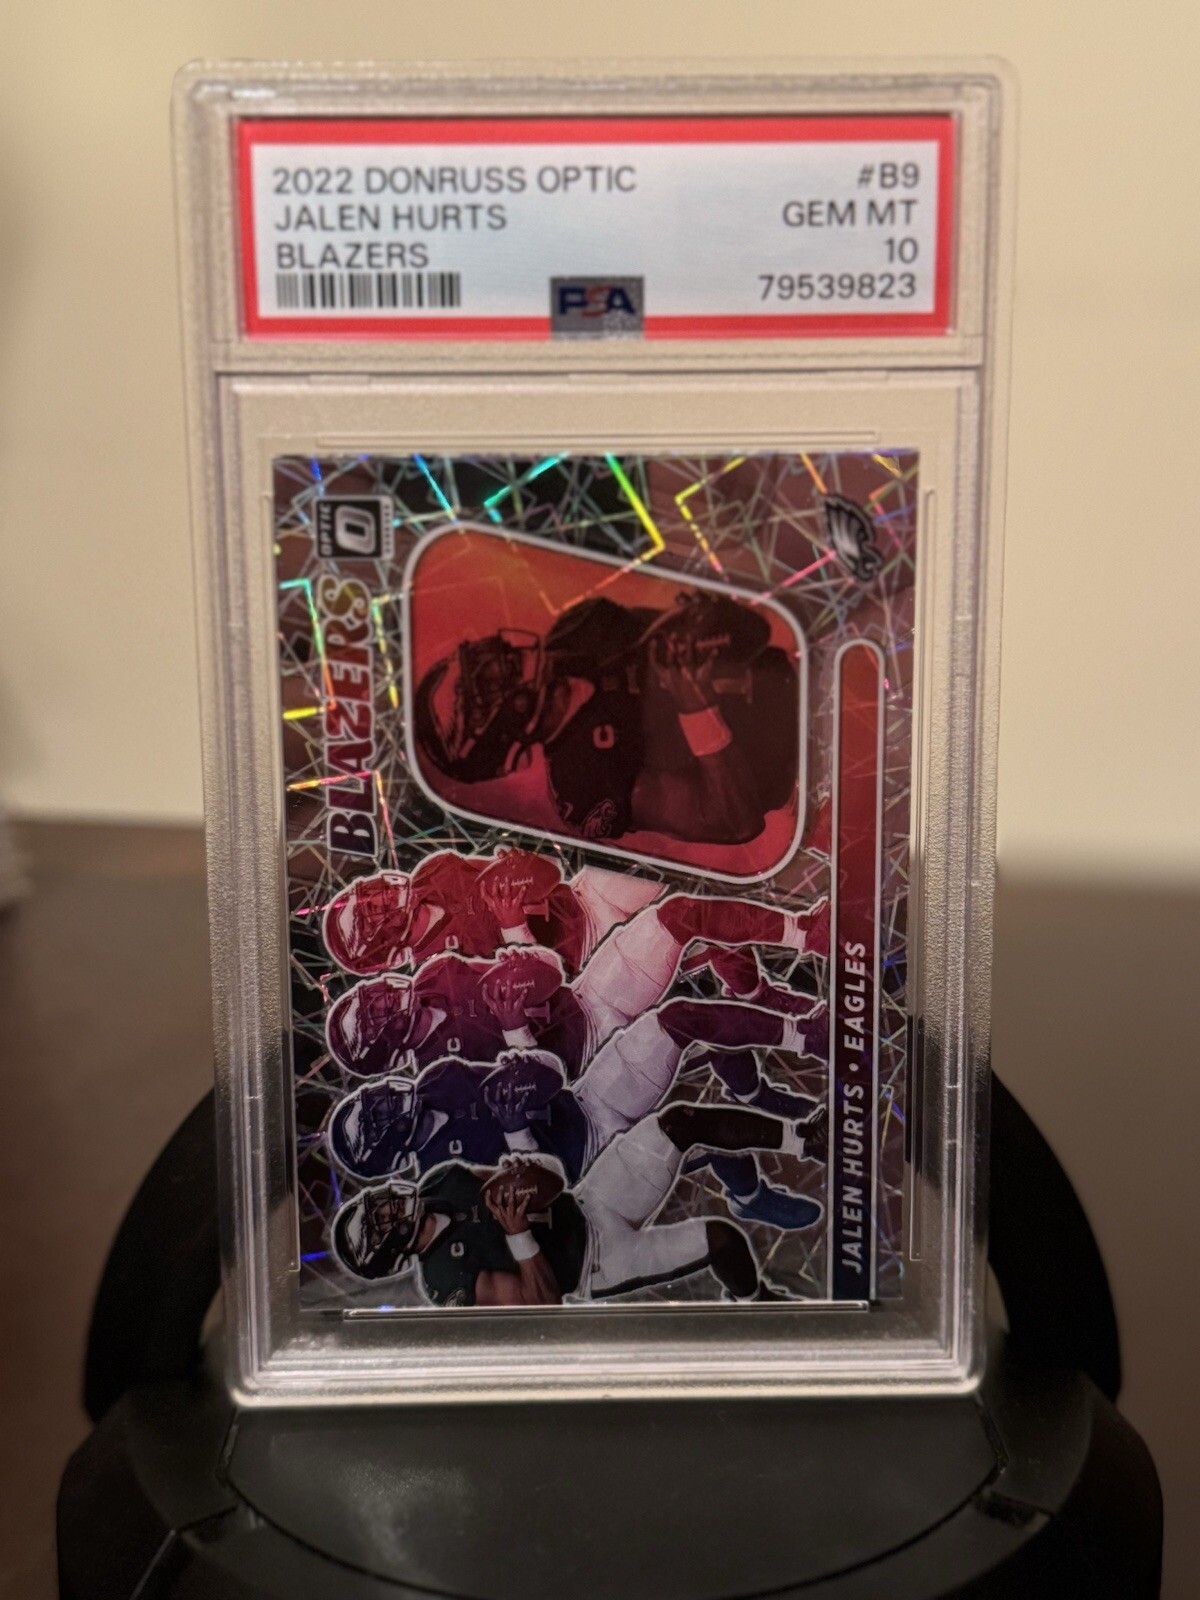 2022 DONRUSS OPTIC #B9
JALEN HURTS GEM MT
BLAZERS 10
79539823
PSA
OPTIC
O
BLAZERS
JALEN HURTS • EAGLES
C
C
C
C
C